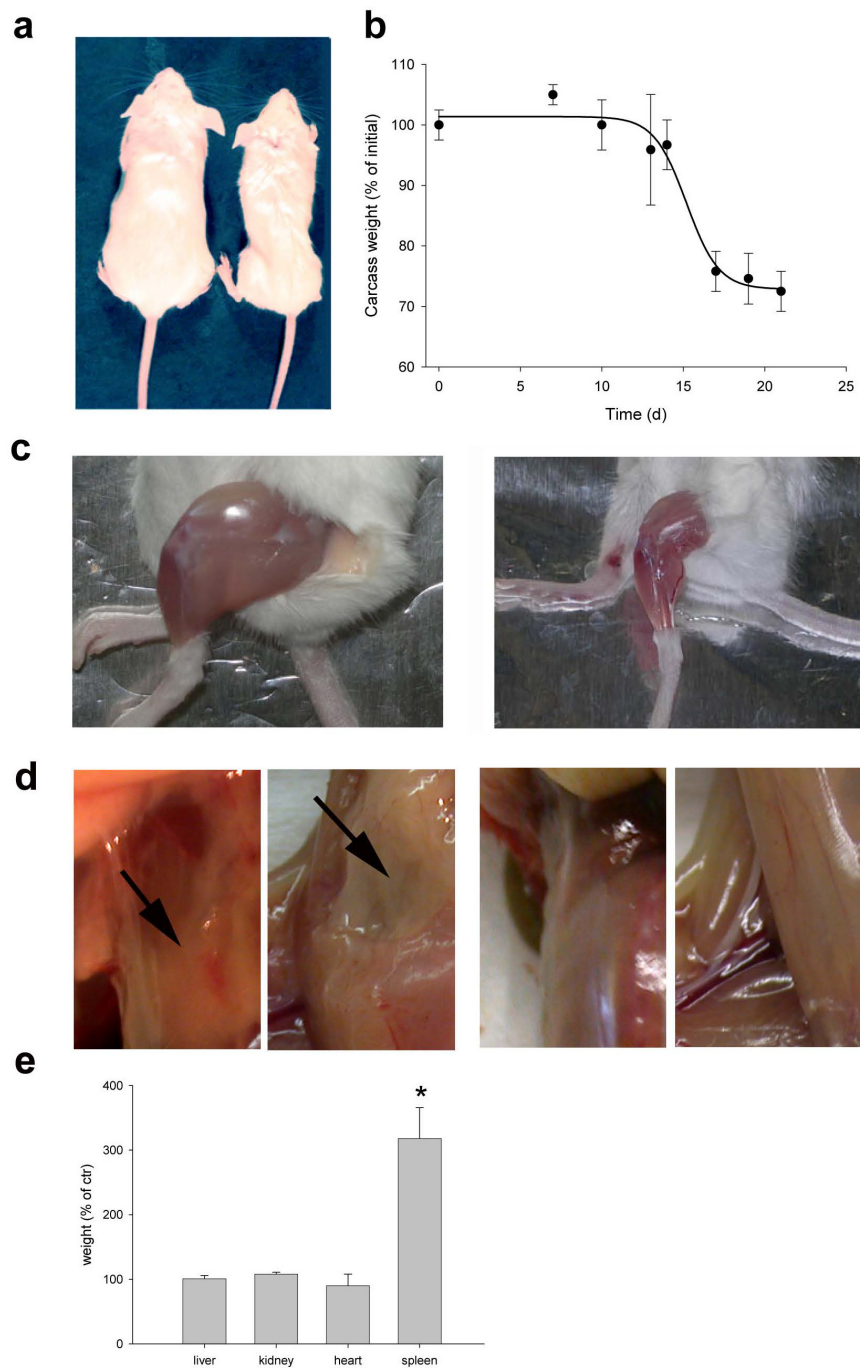 a
b
110
100
90
80
70
60
Carcass weight (% of initial)
0 5 10 15 20 25
Time (d)
c
d
e
400
300
200
100
0
weight (% of ctr)
*
liver kidney heart spleen